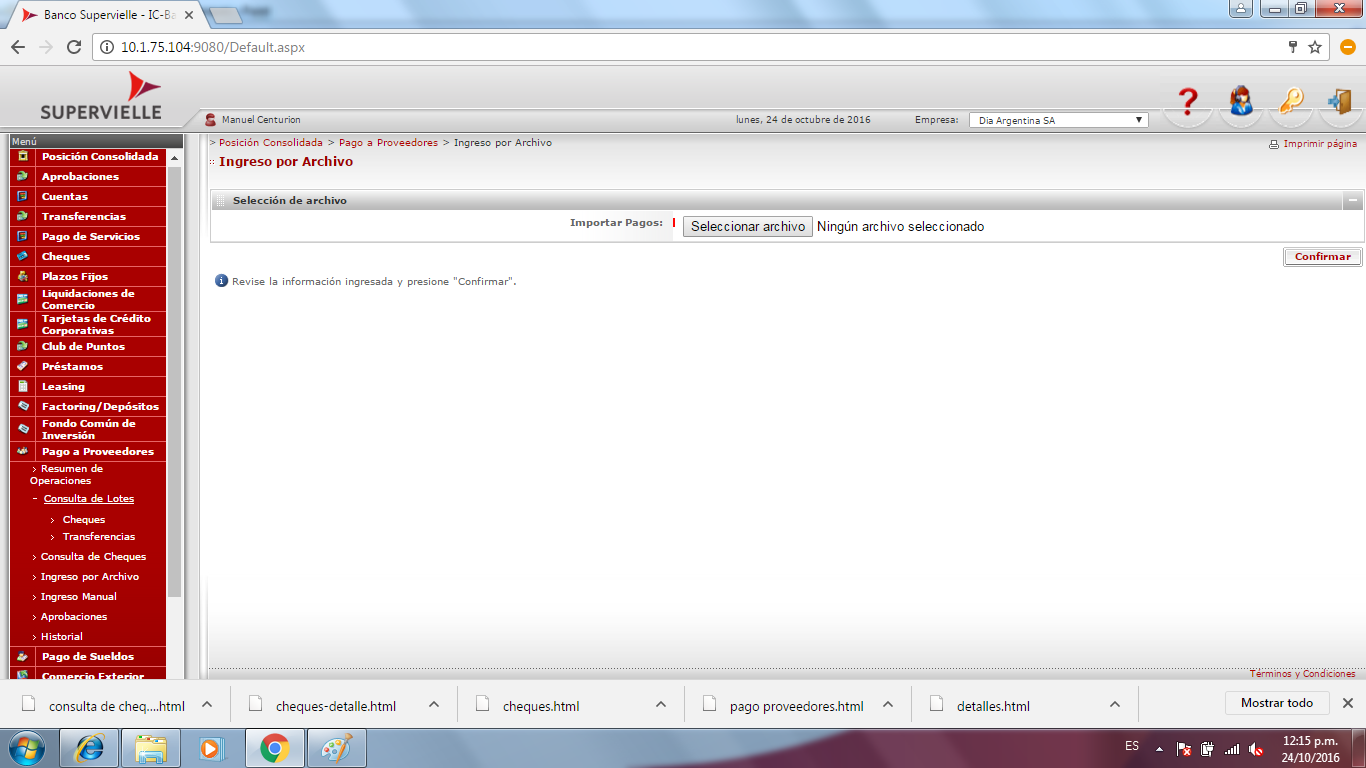 Banco Supervielle - IC-Ba
10.1.75.104:9080/Default.aspx
SUPERVIELLE
Manuel Centurion
lunes, 24 de octubre de 2016
Empresa:
Dia Argentina SA
Menú
Posición Consolidada
Aprobaciones
Cuentas
Transferencias
Pago de Servicios
Cheques
Plazos Fijos
Liquidaciones de
Comercio
Tarjetas de Crédito
Corporativas
Club de Puntos
Préstamos
Leasing
Factoring/Depósitos
Fondo Común de
Inversión
Pago a Proveedores
> Resumen de
Operaciones
- Consulta de Lotes
> Cheques
> Transferencias
> Consulta de Cheques
> Ingreso por Archivo
> Ingreso Manual
> Aprobaciones
> Historial
Pago de Sueldos
Comercio Exterior
> Posición Consolidada > Pago a Proveedores > Ingreso por Archivo
Imprimir página
Ingreso por Archivo
Selección de archivo
Importar Pagos:
Seleccionar archivo
Ningún archivo seleccionado
Confirmar
Revise la información ingresada y presione "Confirmar".
Términos y Condiciones
consulta de cheq....html
cheques-detalle.html
cheques.html
pago proveedores.html
detalles.html
Mostrar todo
ES
12:15 p.m.
24/10/2016